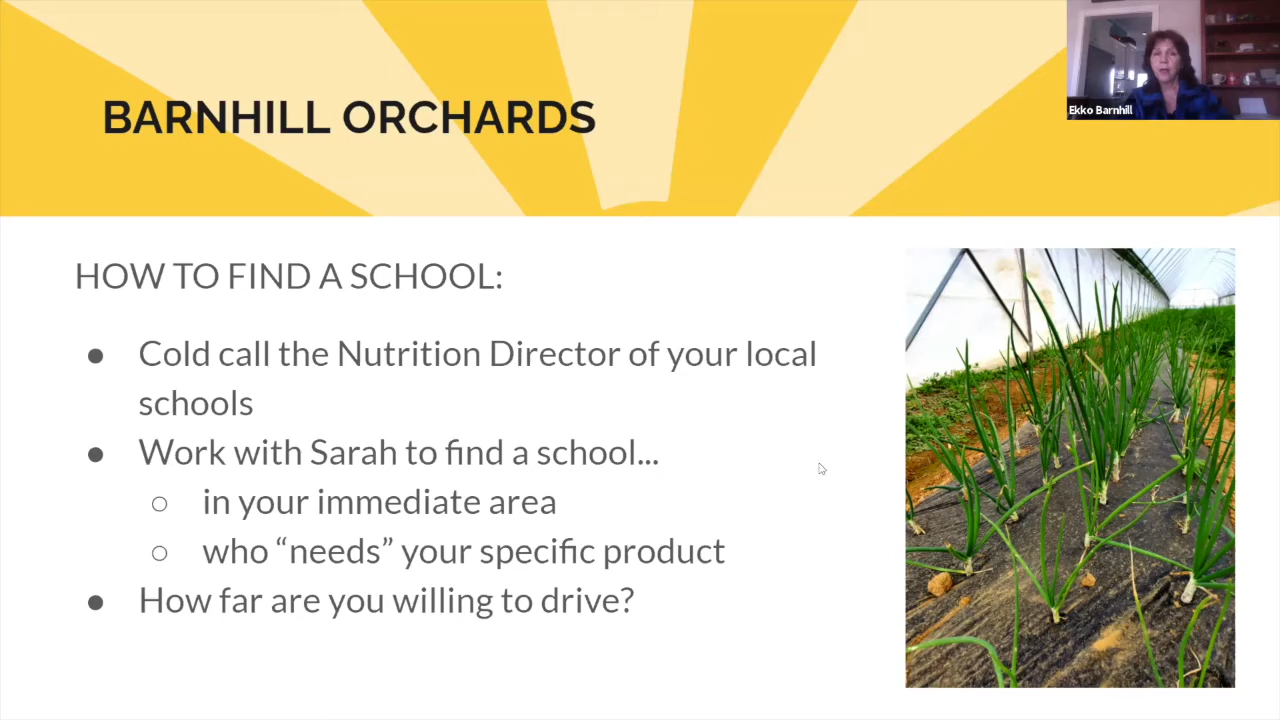 BARNHILL ORCHARDS
Ekko Barnhill
HOW TO FIND A SCHOOL:
● Cold call the Nutrition Director of your local
schools
● Work with Sarah to find a school...
○ in your immediate area
○ who “needs” your specific product
● How far are you willing to drive?